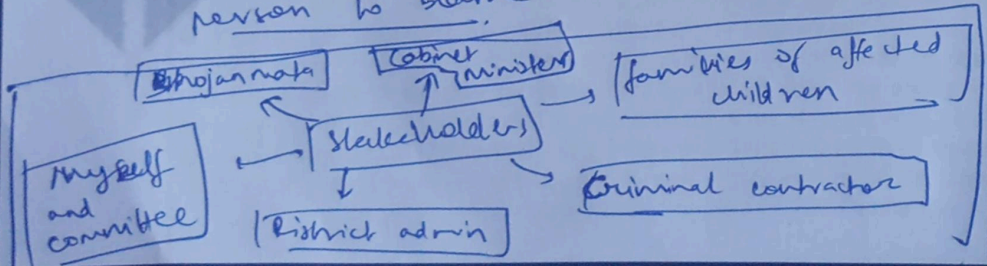 person to
Bhojanmata
Cabinet
minister
families of affected
children
Stakeholders
Myself
and
committee
District admin
Criminal contractor